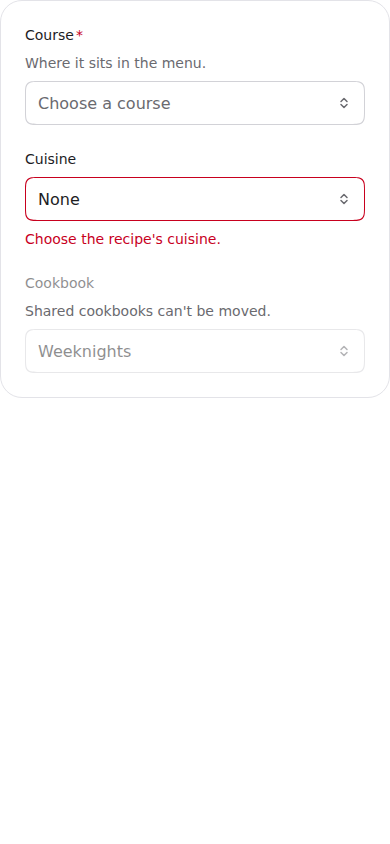 Course*
Where it sits in the menu.
Choose a course
Cuisine
None
Choose the recipe's cuisine.
Cookbook
Shared cookbooks can't be moved.
Weeknights